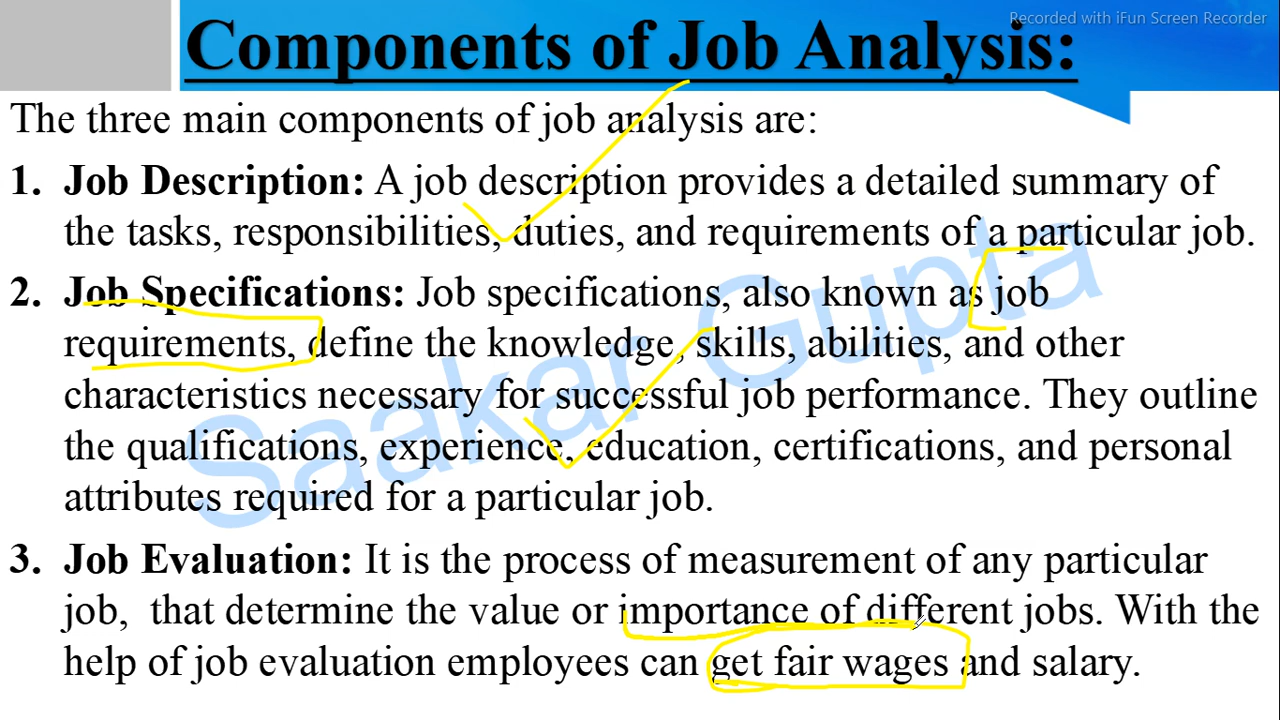 Recorded with iFun Screen Recorder
Components of Job Analysis:
The three main components of job analysis are:
1. Job Description: A job description provides a detailed summary of
the tasks, responsibilities, duties, and requirements of a particular job.
2. Job Specifications: Job specifications, also known as job
requirements, define the knowledge, skills, abilities, and other
characteristics necessary for successful job performance. They outline
the qualifications, experience, education, certifications, and personal
attributes required for a particular job.
3. Job Evaluation: It is the process of measurement of any particular
job, that determine the value or importance of different jobs. With the
help of job evaluation employees can get fair wages and salary.
Saakar Gupta